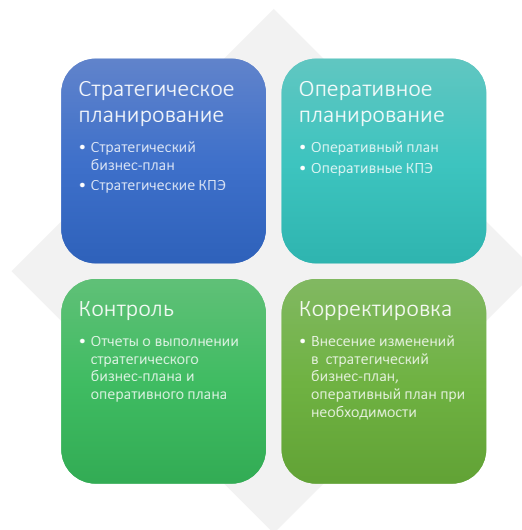 Стратегическое
планирование
• Стратегический
бизнес-план
• Стратегические КПЭ
Оперативное
планирование
• Оперативный план
• Оперативные КПЭ
Контроль
• Отчеты о выполнении
стратегического
бизнес-плана и
оперативного плана
Корректировка
• Внесение изменений
в стратегический
бизнес-план,
оперативный план при
необходимости